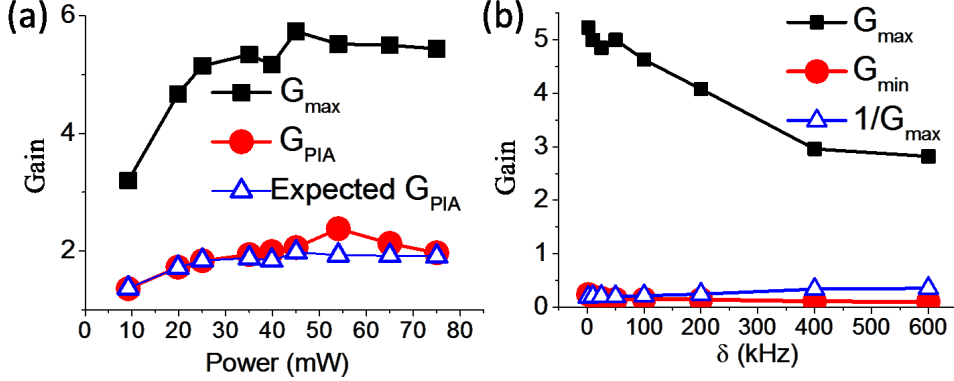 (a)
6
4
2
Gain
G_max
G_PIA
Expected G_PIA
0 10 20 30 40 50 60 70 80
Power (mW)
(b)
5
4
3
2
1
0
Gain
G_max
G_min
1/G_max
0 100 200 300 400 500 600
δ (kHz)